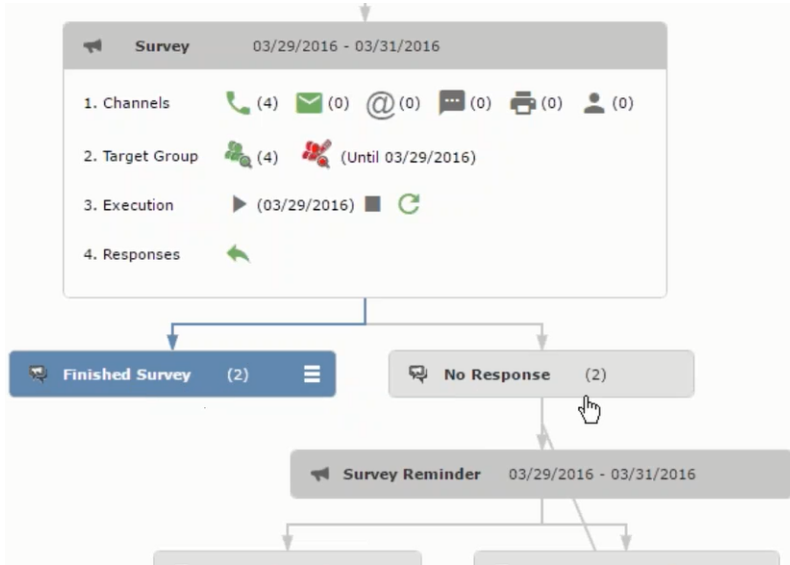 Survey 03/29/2016 - 03/31/2016
1. Channels (4) (0) @ (0) (0) (0) (0)
2. Target Group (4) (Until 03/29/2016)
3. Execution (03/29/2016)
4. Responses
Finished Survey (2)
No Response (2)
Survey Reminder 03/29/2016 - 03/31/2016